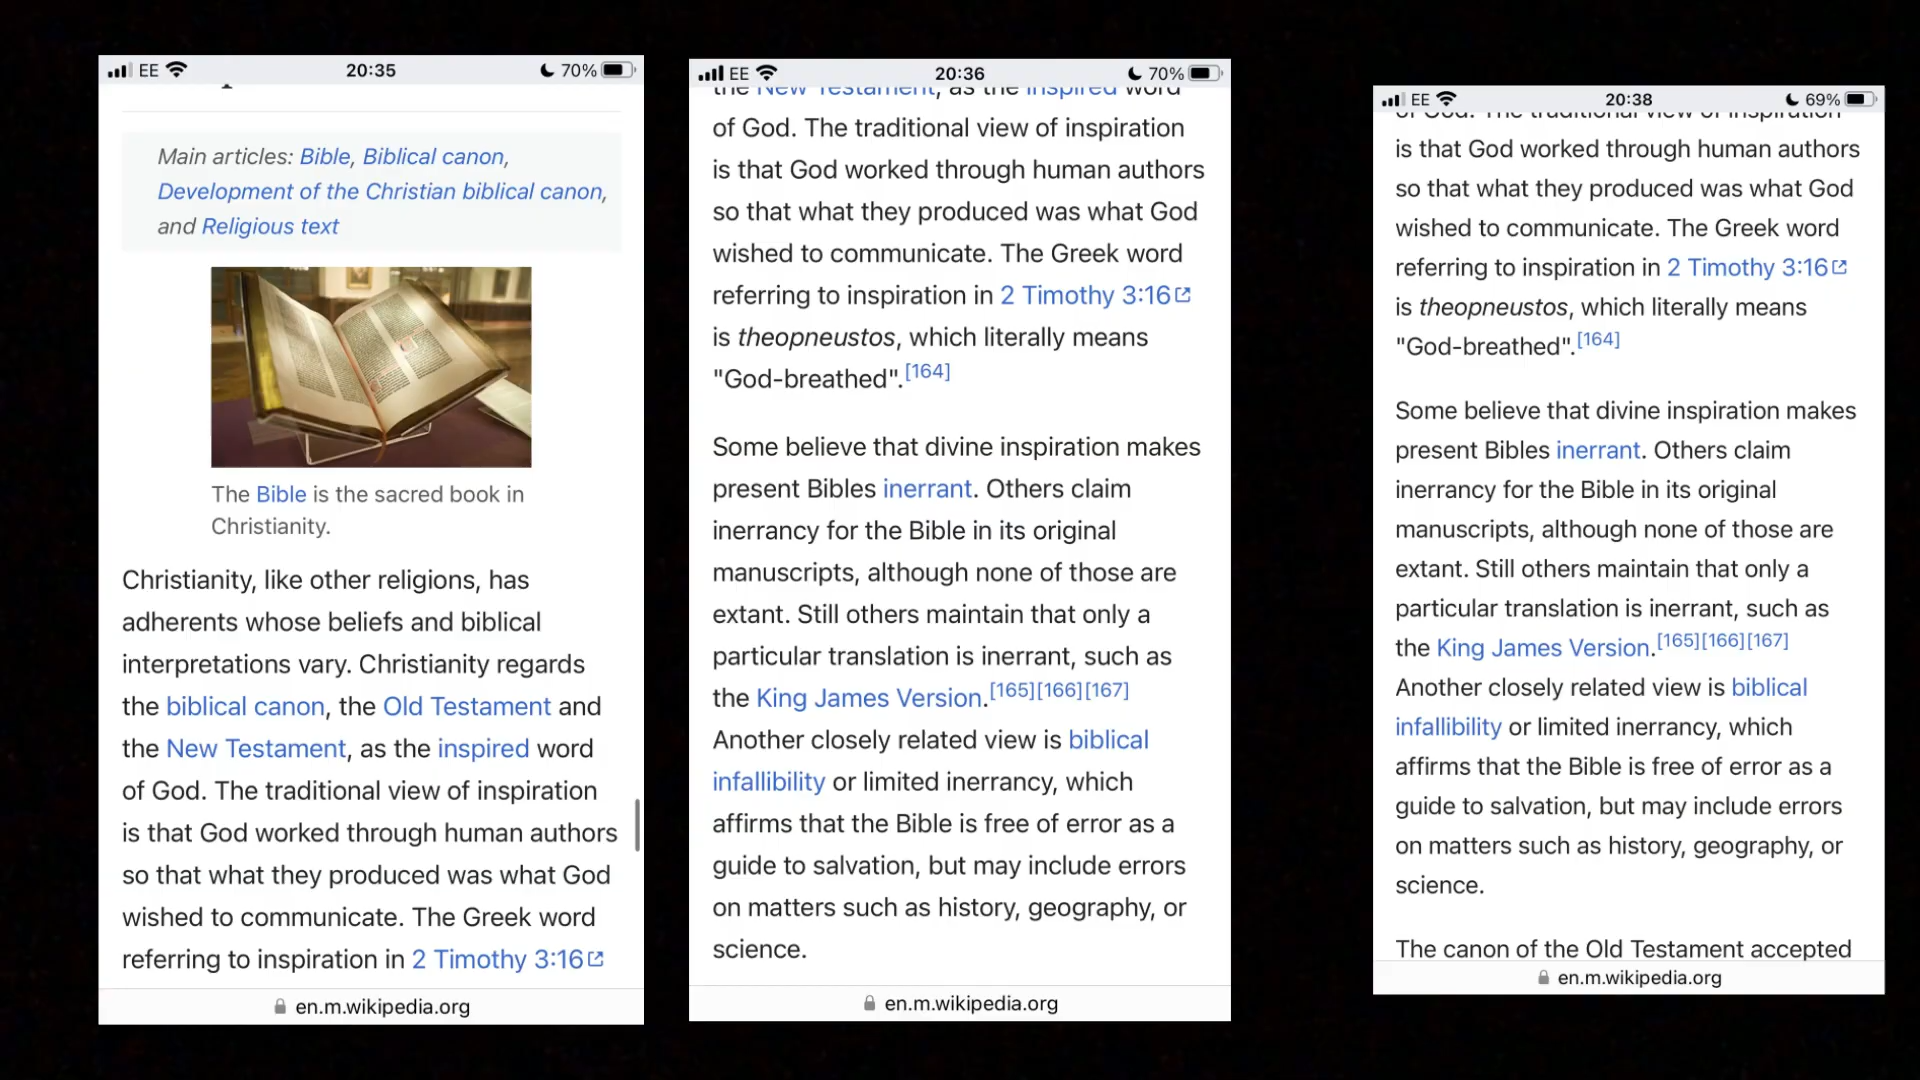 EE 20:35 70%
Main articles: Bible, Biblical canon,
Development of the Christian biblical canon,
and Religious text
The Bible is the sacred book in
Christianity.
Christianity, like other religions, has
adherents whose beliefs and biblical
interpretations vary. Christianity regards
the biblical canon, the Old Testament and
the New Testament, as the inspired word
of God. The traditional view of inspiration
is that God worked through human authors
so that what they produced was what God
wished to communicate. The Greek word
referring to inspiration in 2 Timothy 3:16
en.m.wikipedia.org
EE 20:36 70%
the New Testament, as the inspired word
of God. The traditional view of inspiration
is that God worked through human authors
so that what they produced was what God
wished to communicate. The Greek word
referring to inspiration in 2 Timothy 3:16
is theopneustos, which literally means
"God-breathed".[164]
Some believe that divine inspiration makes
present Bibles inerrant. Others claim
inerrancy for the Bible in its original
manuscripts, although none of those are
extant. Still others maintain that only a
particular translation is inerrant, such as
the King James Version.[165][166][167]
Another closely related view is biblical
infallibility or limited inerrancy, which
affirms that the Bible is free of error as a
guide to salvation, but may include errors
on matters such as history, geography, or
science.
en.m.wikipedia.org
EE 20:38 69%
of God. The traditional view of inspiration
is that God worked through human authors
so that what they produced was what God
wished to communicate. The Greek word
referring to inspiration in 2 Timothy 3:16
is theopneustos, which literally means
"God-breathed".[164]
Some believe that divine inspiration makes
present Bibles inerrant. Others claim
inerrancy for the Bible in its original
manuscripts, although none of those are
extant. Still others maintain that only a
particular translation is inerrant, such as
the King James Version.[165][166][167]
Another closely related view is biblical
infallibility or limited inerrancy, which
affirms that the Bible is free of error as a
guide to salvation, but may include errors
on matters such as history, geography, or
science.
The canon of the Old Testament accepted
en.m.wikipedia.org